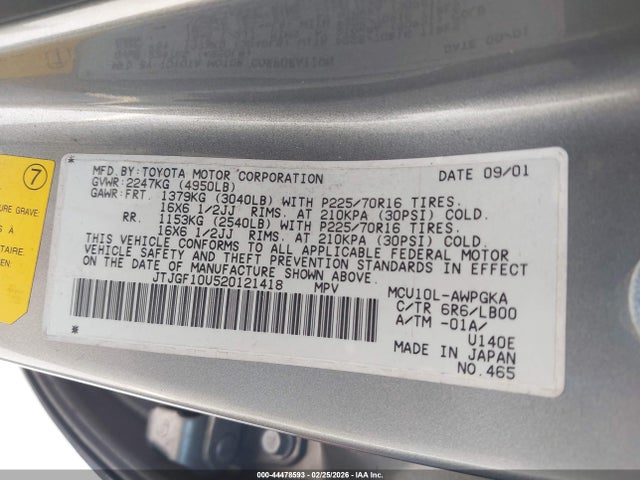 7
URE GRAVE
TAIRE.
EN.
MFD.BY:TOYOTA MOTOR CORPORATION DATE 09/01
GVWR:2247KG (4950LB)
GAWR:FRT. 1379KG (3040LB) WITH P225/70R16 TIRES.
16X6 1/2JJ RIMS. AT 210KPA (30PSI) COLD.
RR. 1153KG (2540LB) WITH P225/70R16 TIRES.
16X6 1/2JJ RIMS. AT 210KPA (30PSI) COLD.
THIS VEHICLE CONFORMS TO ALL APPLICABLE FEDERAL MOTOR
VEHICLE SAFETY AND THEFT PREVENTION STANDARDS IN EFFECT
ON THE DATE OF MANUFACTURE SHOWN ABOVE.
JTJGF10U520121418 MPV
MCU10L-AWPGKA
C/TR 6R6/LB00
A/TM -01A/
U140E
MADE IN JAPAN
NO.465
000-44478593 - 02/25/2026 - IAA, Inc.